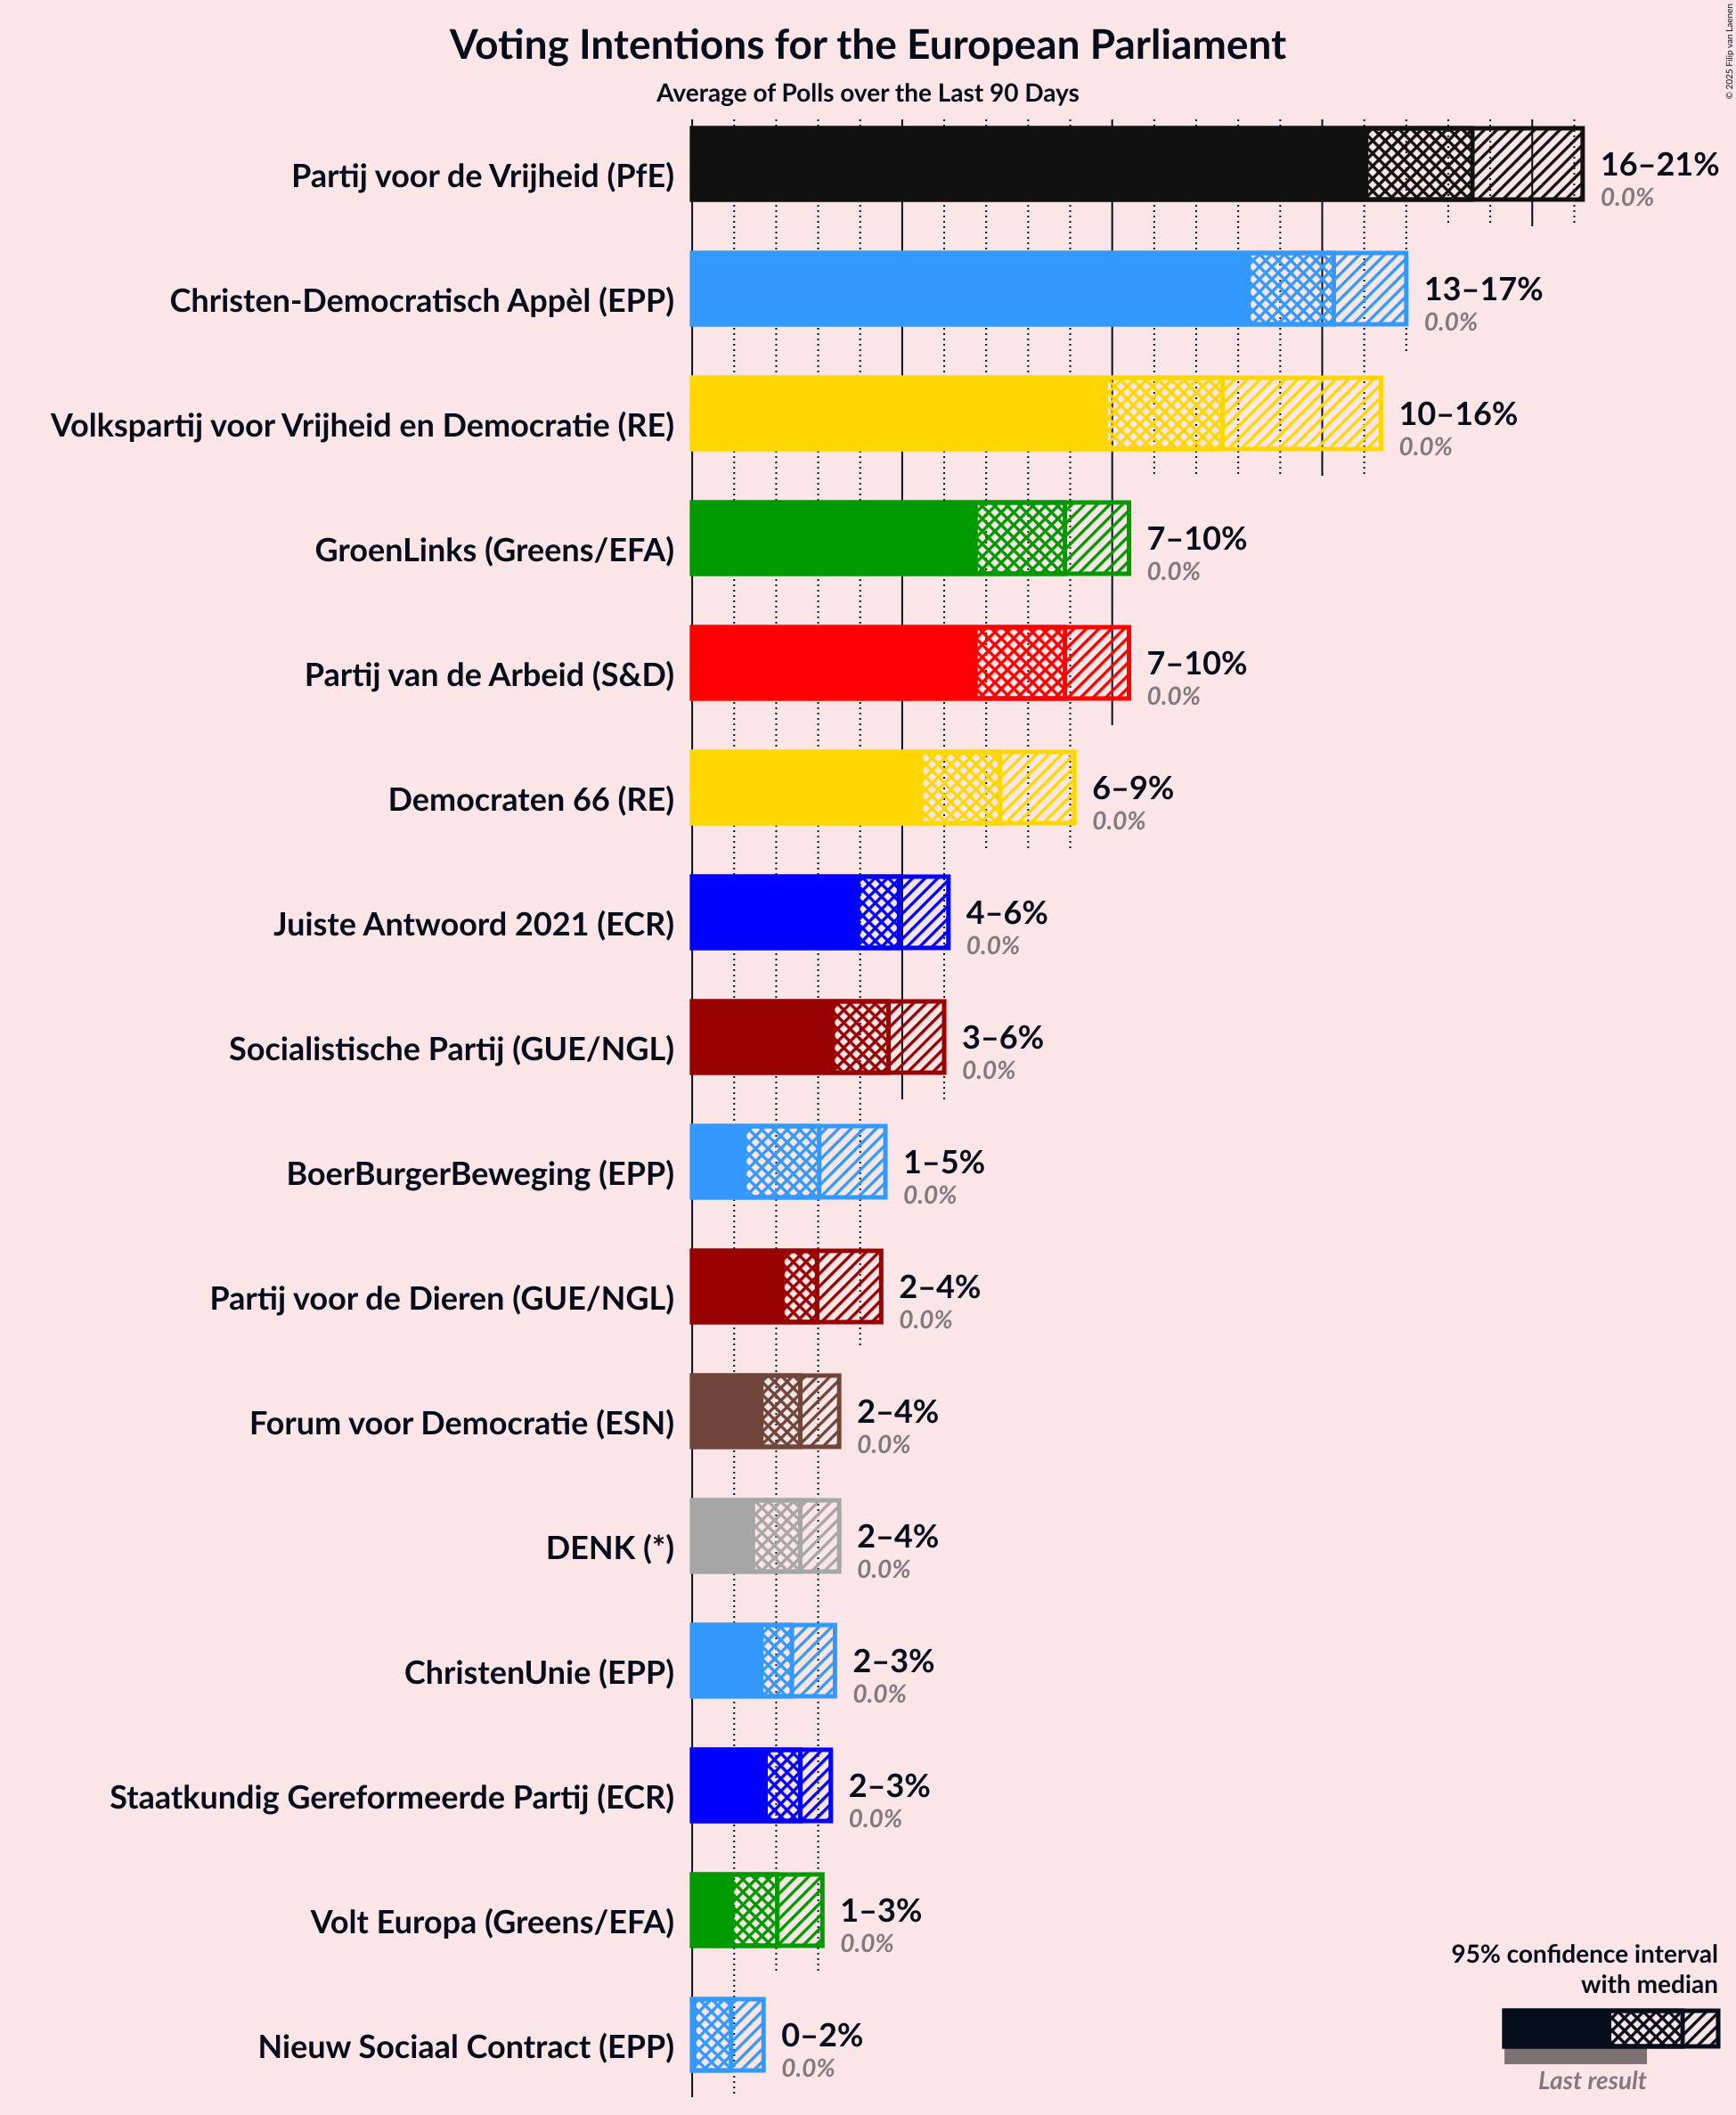 © 2025 Filip van Laenen
Voting Intentions for the European Parliament
Average of Polls over the Last 90 Days
Partij voor de Vrijheid (PfE)
16–21%
0.0%
Christen-Democratisch Appèl (EPP)
13–17%
0.0%
Volkspartij voor Vrijheid en Democratie (RE)
10–16%
0.0%
GroenLinks (Greens/EFA)
7–10%
0.0%
Partij van de Arbeid (S&D)
7–10%
0.0%
Democraten 66 (RE)
6–9%
0.0%
Juiste Antwoord 2021 (ECR)
4–6%
0.0%
Socialistische Partij (GUE/NGL)
3–6%
0.0%
BoerBurgerBeweging (EPP)
1–5%
0.0%
Partij voor de Dieren (GUE/NGL)
2–4%
0.0%
Forum voor Democratie (ESN)
2–4%
0.0%
DENK (*)
2–4%
0.0%
ChristenUnie (EPP)
2–3%
0.0%
Staatkundig Gereformeerde Partij (ECR)
2–3%
0.0%
Volt Europa (Greens/EFA)
1–3%
0.0%
Nieuw Sociaal Contract (EPP)
0–2%
0.0%
95% confidence interval
with median
Last result